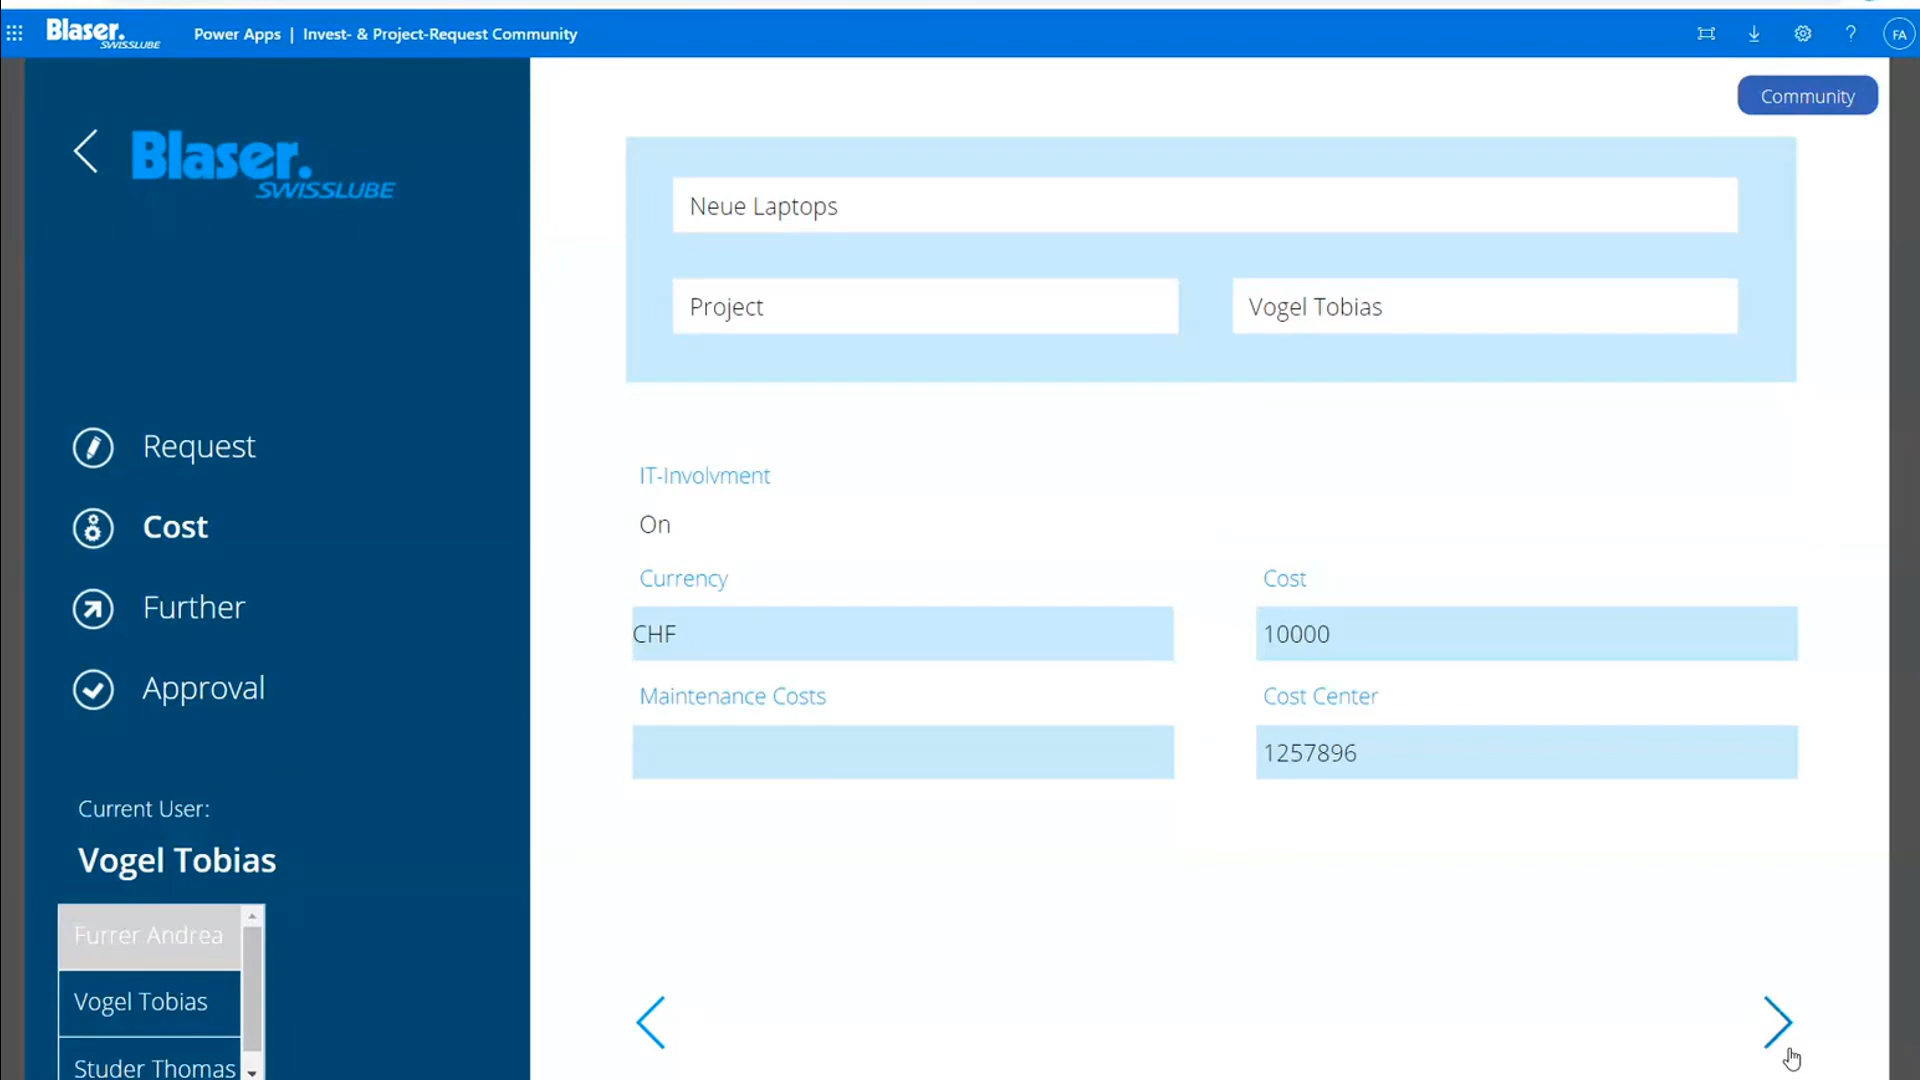 Blaser.
SWISSLUBE
Power Apps | Invest- & Project-Request Community
?
FA
Community
Blaser.
SWISSLUBE
Neue Laptops
Project
Vogel Tobias
Request
Cost
Further
Approval
IT-Involvment
On
Currency
Cost
CHF
10000
Maintenance Costs
Cost Center
1257896
Current User:
Vogel Tobias
Furrer Andrea
Vogel Tobias
Studer Thomas